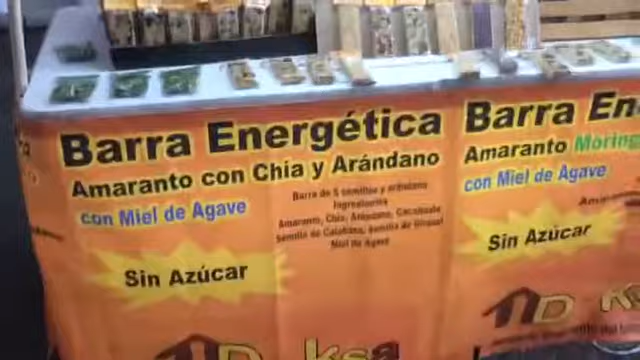 Barra Energética
Amaranto con Chia y Arándano
con Miel de Agave
Barra de 5 semillas y arándano
Ingredientes
Amaranto, Chia, Arándano, Cacahuate
Semilla de Calabaza, Semilla de Girasol
Miel de Agave
Sin Azúcar
Barra En
Amaranto Moring
con Miel de Agave
Sin Azúcar